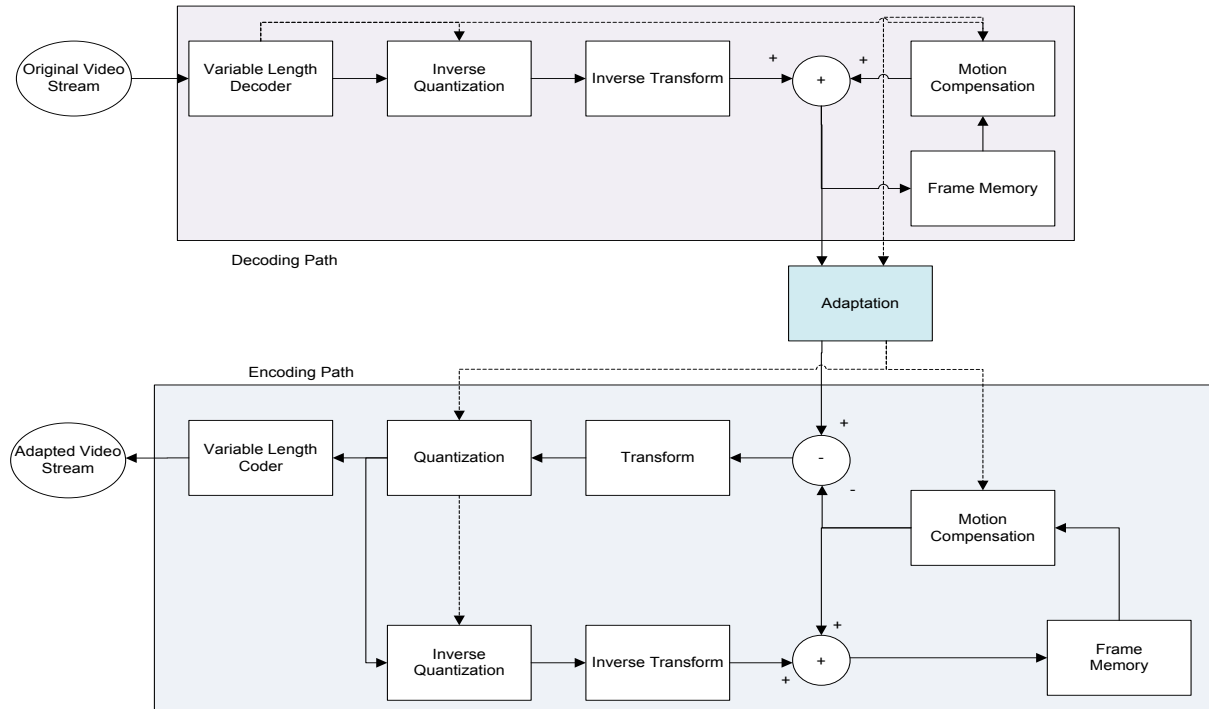 Original Video
Stream
Variable Length
Decoder
Inverse
Quantization
Inverse Transform
+
+
+
Motion
Compensation
Frame Memory
Decoding Path
Adaptation
Encoding Path
Adapted Video
Stream
Variable Length
Coder
Quantization
Transform
+
-
-
Motion
Compensation
Inverse
Quantization
Inverse Transform
+
+
+
Frame
Memory